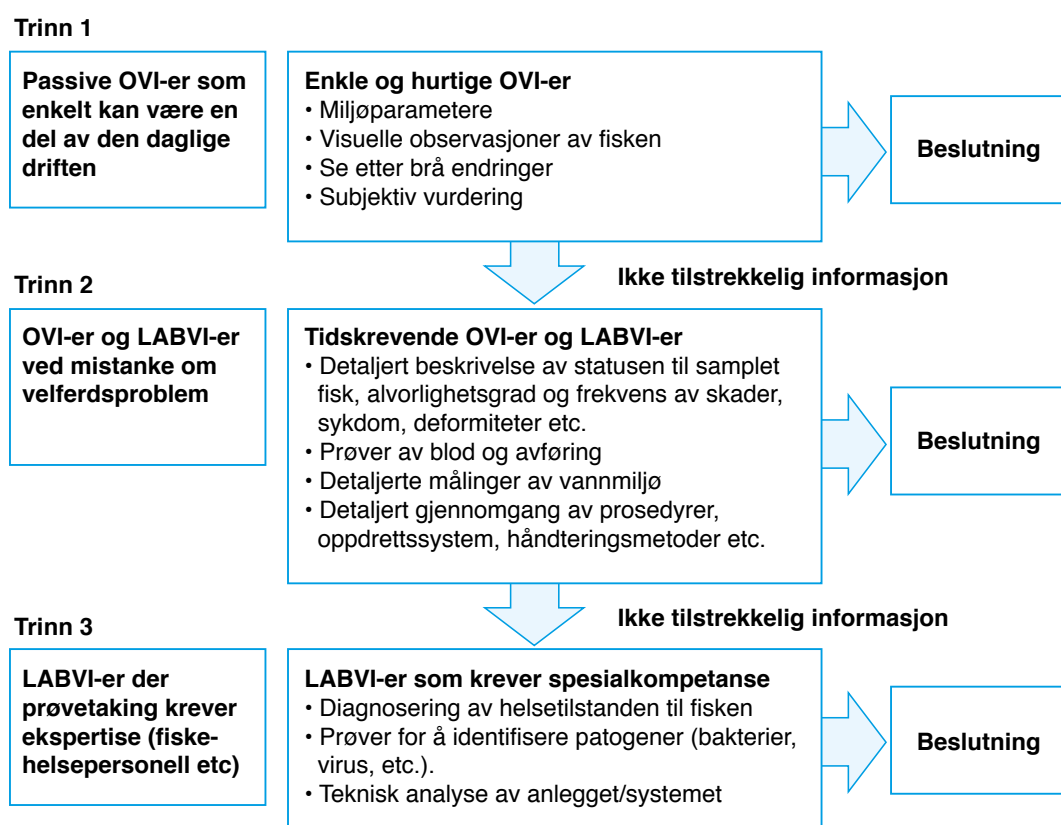 Trinn 1
Passive OVI-er som
enkelt kan være en
del av den daglige
driften
Enkle og hurtige OVI-er
• Miljøparametere
• Visuelle observasjoner av fisken
• Se etter brå endringer
• Subjektiv vurdering
Beslutning
Ikke tilstrekkelig informasjon
Trinn 2
OVI-er og LABVI-er
ved mistanke om
velferdsproblem
Tidskrevende OVI-er og LABVI-er
• Detaljert beskrivelse av statusen til samplet
fisk, alvorlighetsgrad og frekvens av skader,
sykdom, deformiteter etc.
• Prøver av blod og avføring
• Detaljerte målinger av vannmiljø
• Detaljert gjennomgang av prosedyrer,
oppdrettssystem, håndteringsmetoder etc.
Beslutning
Ikke tilstrekkelig informasjon
Trinn 3
LABVI-er der
prøvetaking krever
ekspertise (fiske-
helsepersonell etc)
LABVI-er som krever spesialkompetanse
• Diagnosering av helsetilstanden til fisken
• Prøver for å identifisere patogener (bakterier,
virus, etc.).
• Teknisk analyse av anlegget/systemet
Beslutning